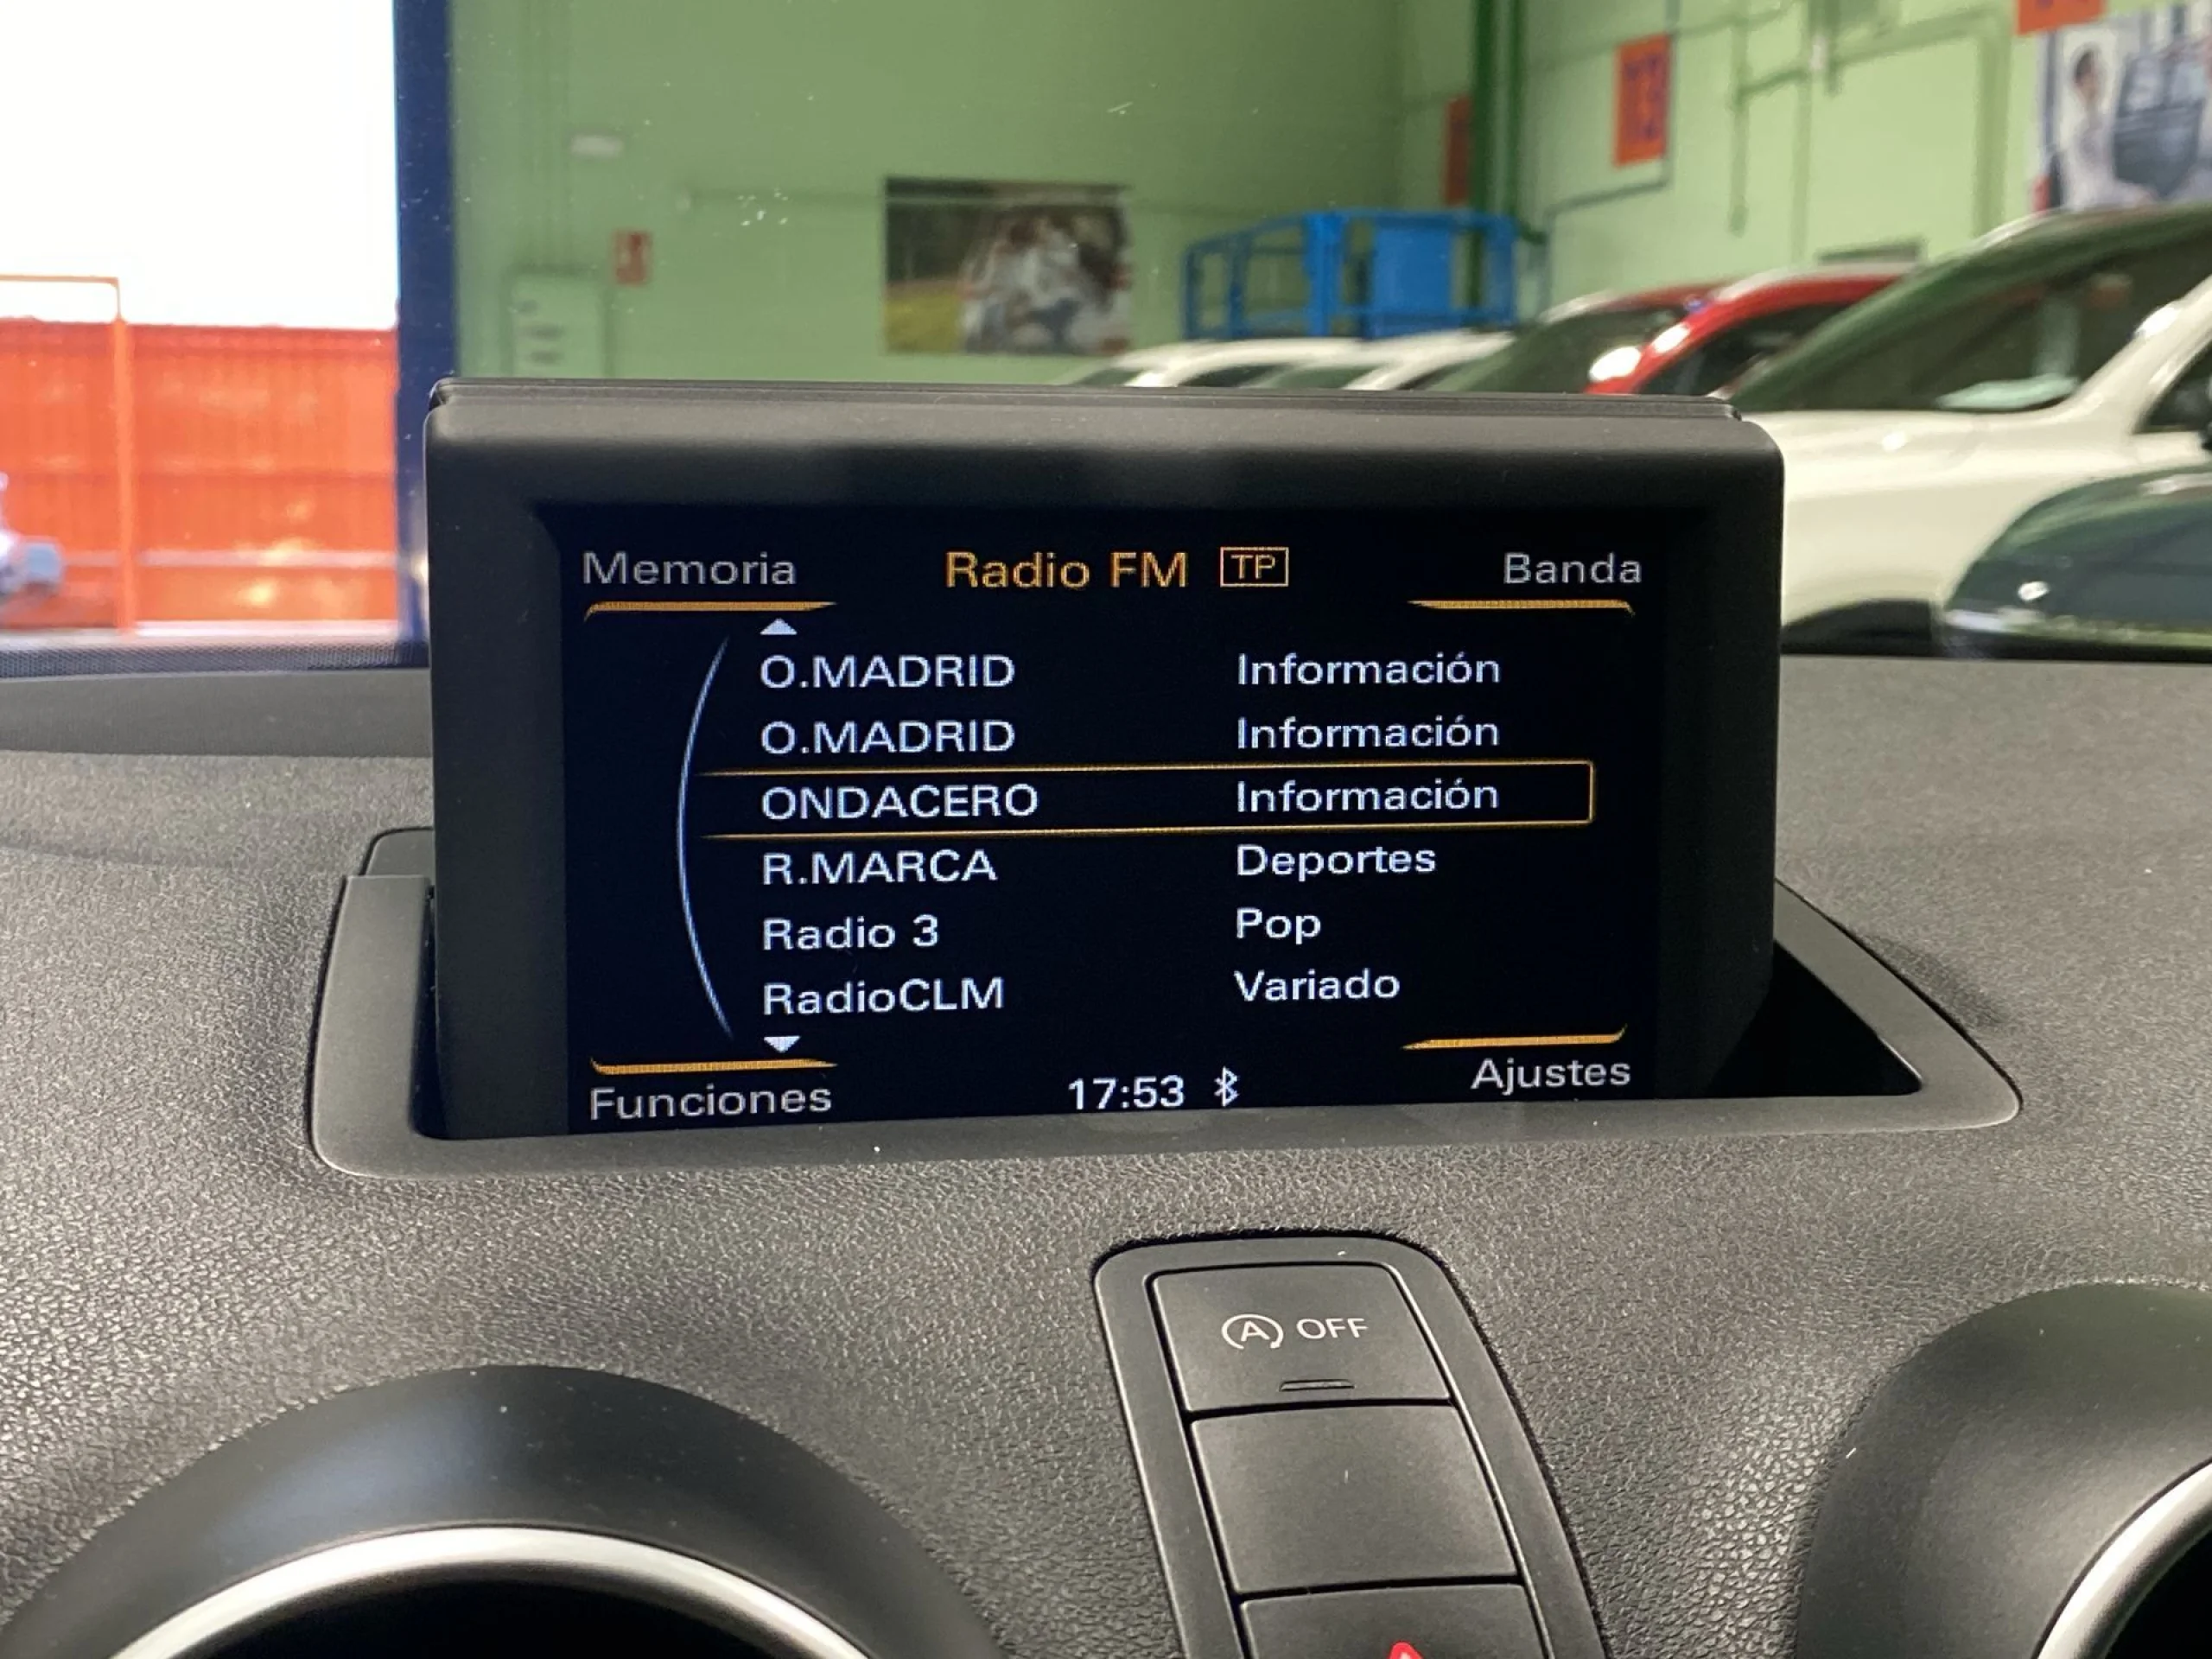 Memoria Radio FM TP Banda
O.MADRID Información
O.MADRID Información
ONDACERO Información
R.MARCA Deportes
Radio 3 Pop
RadioCLM Variado
Funciones 17:53 Ajustes
A OFF